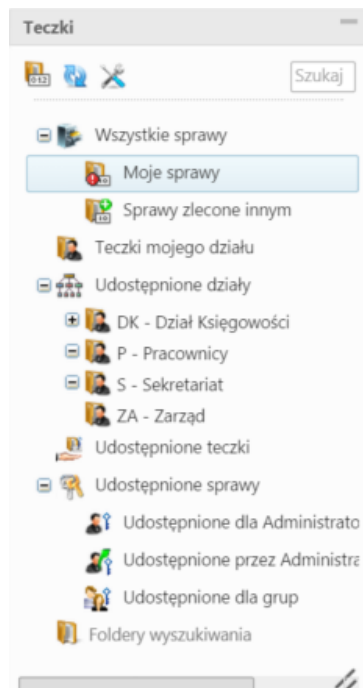 Teczki
Szukaj
Wszystkie sprawy
Moje sprawy
Sprawy zlecone innym
Teczki mojego działu
Udostępnione działy
DK - Dział Księgowości
P - Pracownicy
S - Sekretariat
ZA - Zarząd
Udostępnione teczki
Udostępnione sprawy
Udostępnione dla Administrato
Udostępnione przez Administra
Udostępnione dla grup
Foldery wyszukiwania